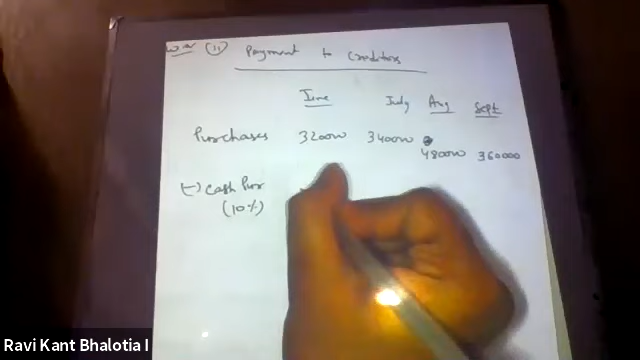 W.N (11) Payment to Creditors
June July Aug Sept
Purchases 320000 340000
480000 360000
(-) Cash Pur
(10%)
Ravi Kant Bhalotia I